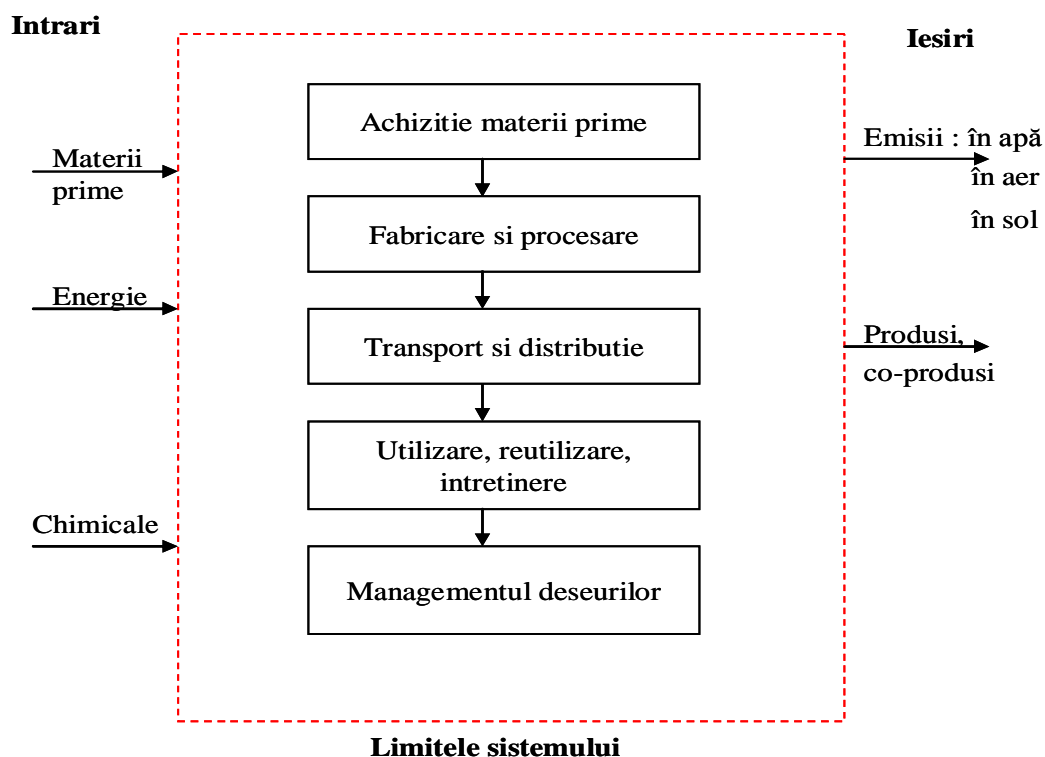 Intrari
Iesiri
Achizitie materii prime
Materii
prime
Emisii : în apă
în aer
în sol
Fabricare si procesare
Energie
Transport si distributie
Produsi,
co-produsi
Utilizare, reutilizare,
intretinere
Chimicale
Managementul deseurilor
Limitele sistemului